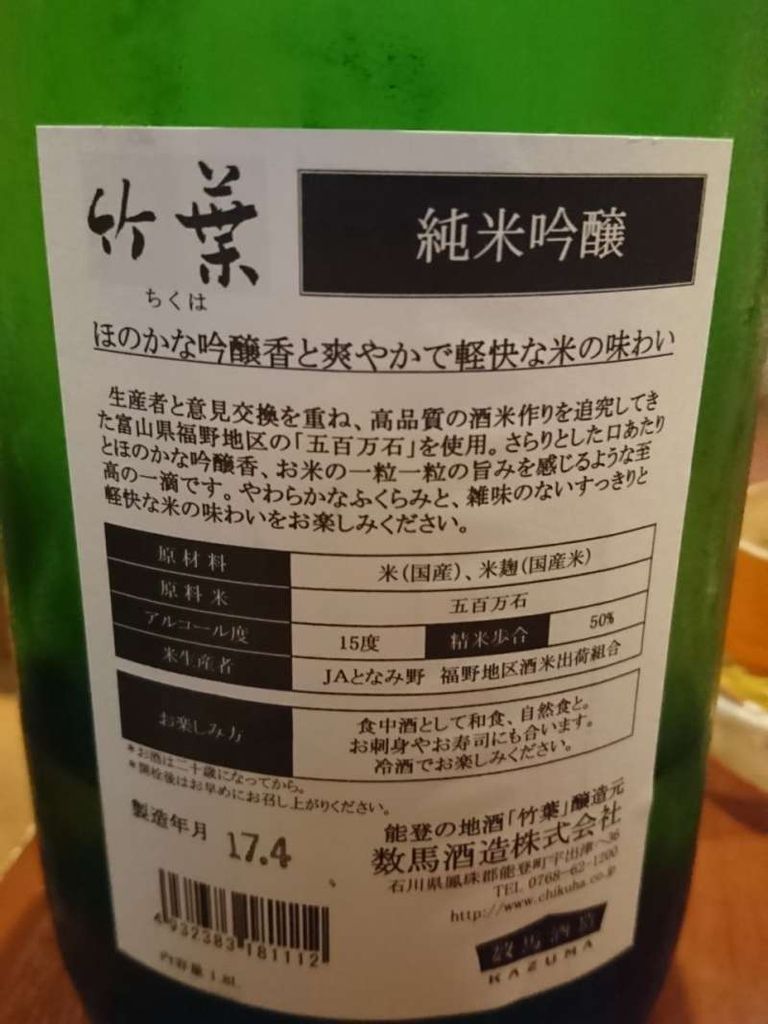 竹葉
ちくは
純米吟醸
ほのかな吟醸香と爽やかで軽快な米の味わい
生産者と意見交換を重ね、高品質の酒米作りを追究してき
た富山県福野地区の「五百万石」を使用。さらりとした口あたり
とほのかな吟醸香、お米の一粒一粒の旨みを感じるような至
高の一滴です。やわらかなふくらみと、雑味のないすっきりと
軽快な米の味わいをお楽しみください。
原材料 米(国産)、米麹(国産米)
原料米 五百万石
アルコール度 15度 精米歩合 50%
米生産者 JAとなみ野 福野地区酒米出荷組合
お楽しみ方
食中酒として和食、自然食と。
お刺身やお寿司にも合います。
冷酒でお楽しみください。
*お酒は二十歳になってから。
*開栓後はお早めにお召し上がりください。
製造年月 17.4
能登の地酒「竹葉」醸造元
数馬酒造株式会社
石川県鳳珠郡能登町宇出津ヘ-36
TEL 0768-62-1200
http://www.chikuha.co.jp
4932383181112
数馬酒造
KAZUMA
内容量 1.8L